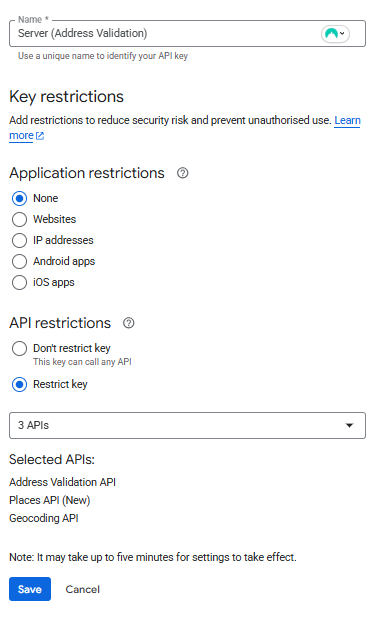 Name *
Server (Address Validation)
Use a unique name to identify your API key
Key restrictions
Add restrictions to reduce security risk and prevent unauthorised use. Learn
more
Application restrictions
None
Websites
IP addresses
Android apps
iOS apps
API restrictions
Don't restrict key
This key can call any API
Restrict key
3 APIs
Selected APIs:
Address Validation API
Places API (New)
Geocoding API
Note: It may take up to five minutes for settings to take effect.
Save Cancel